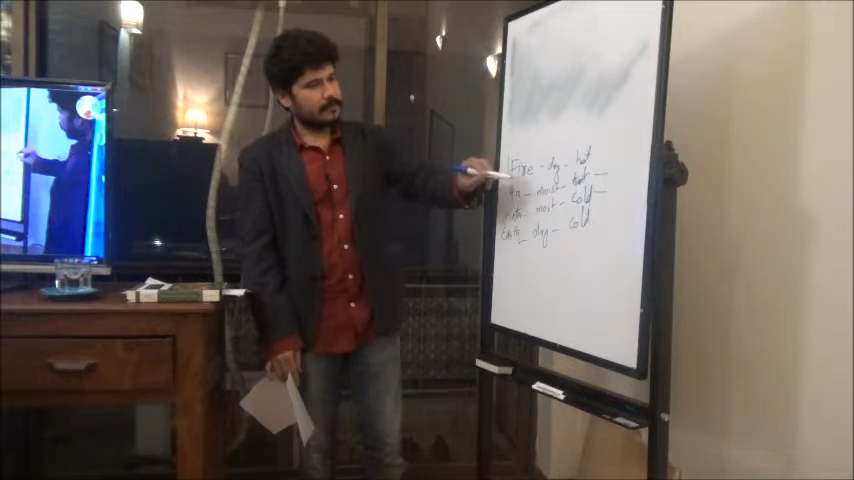 Fire - dry - hot
Air - moist - hot -
Water - moist - cold -
Earth - dry - cold